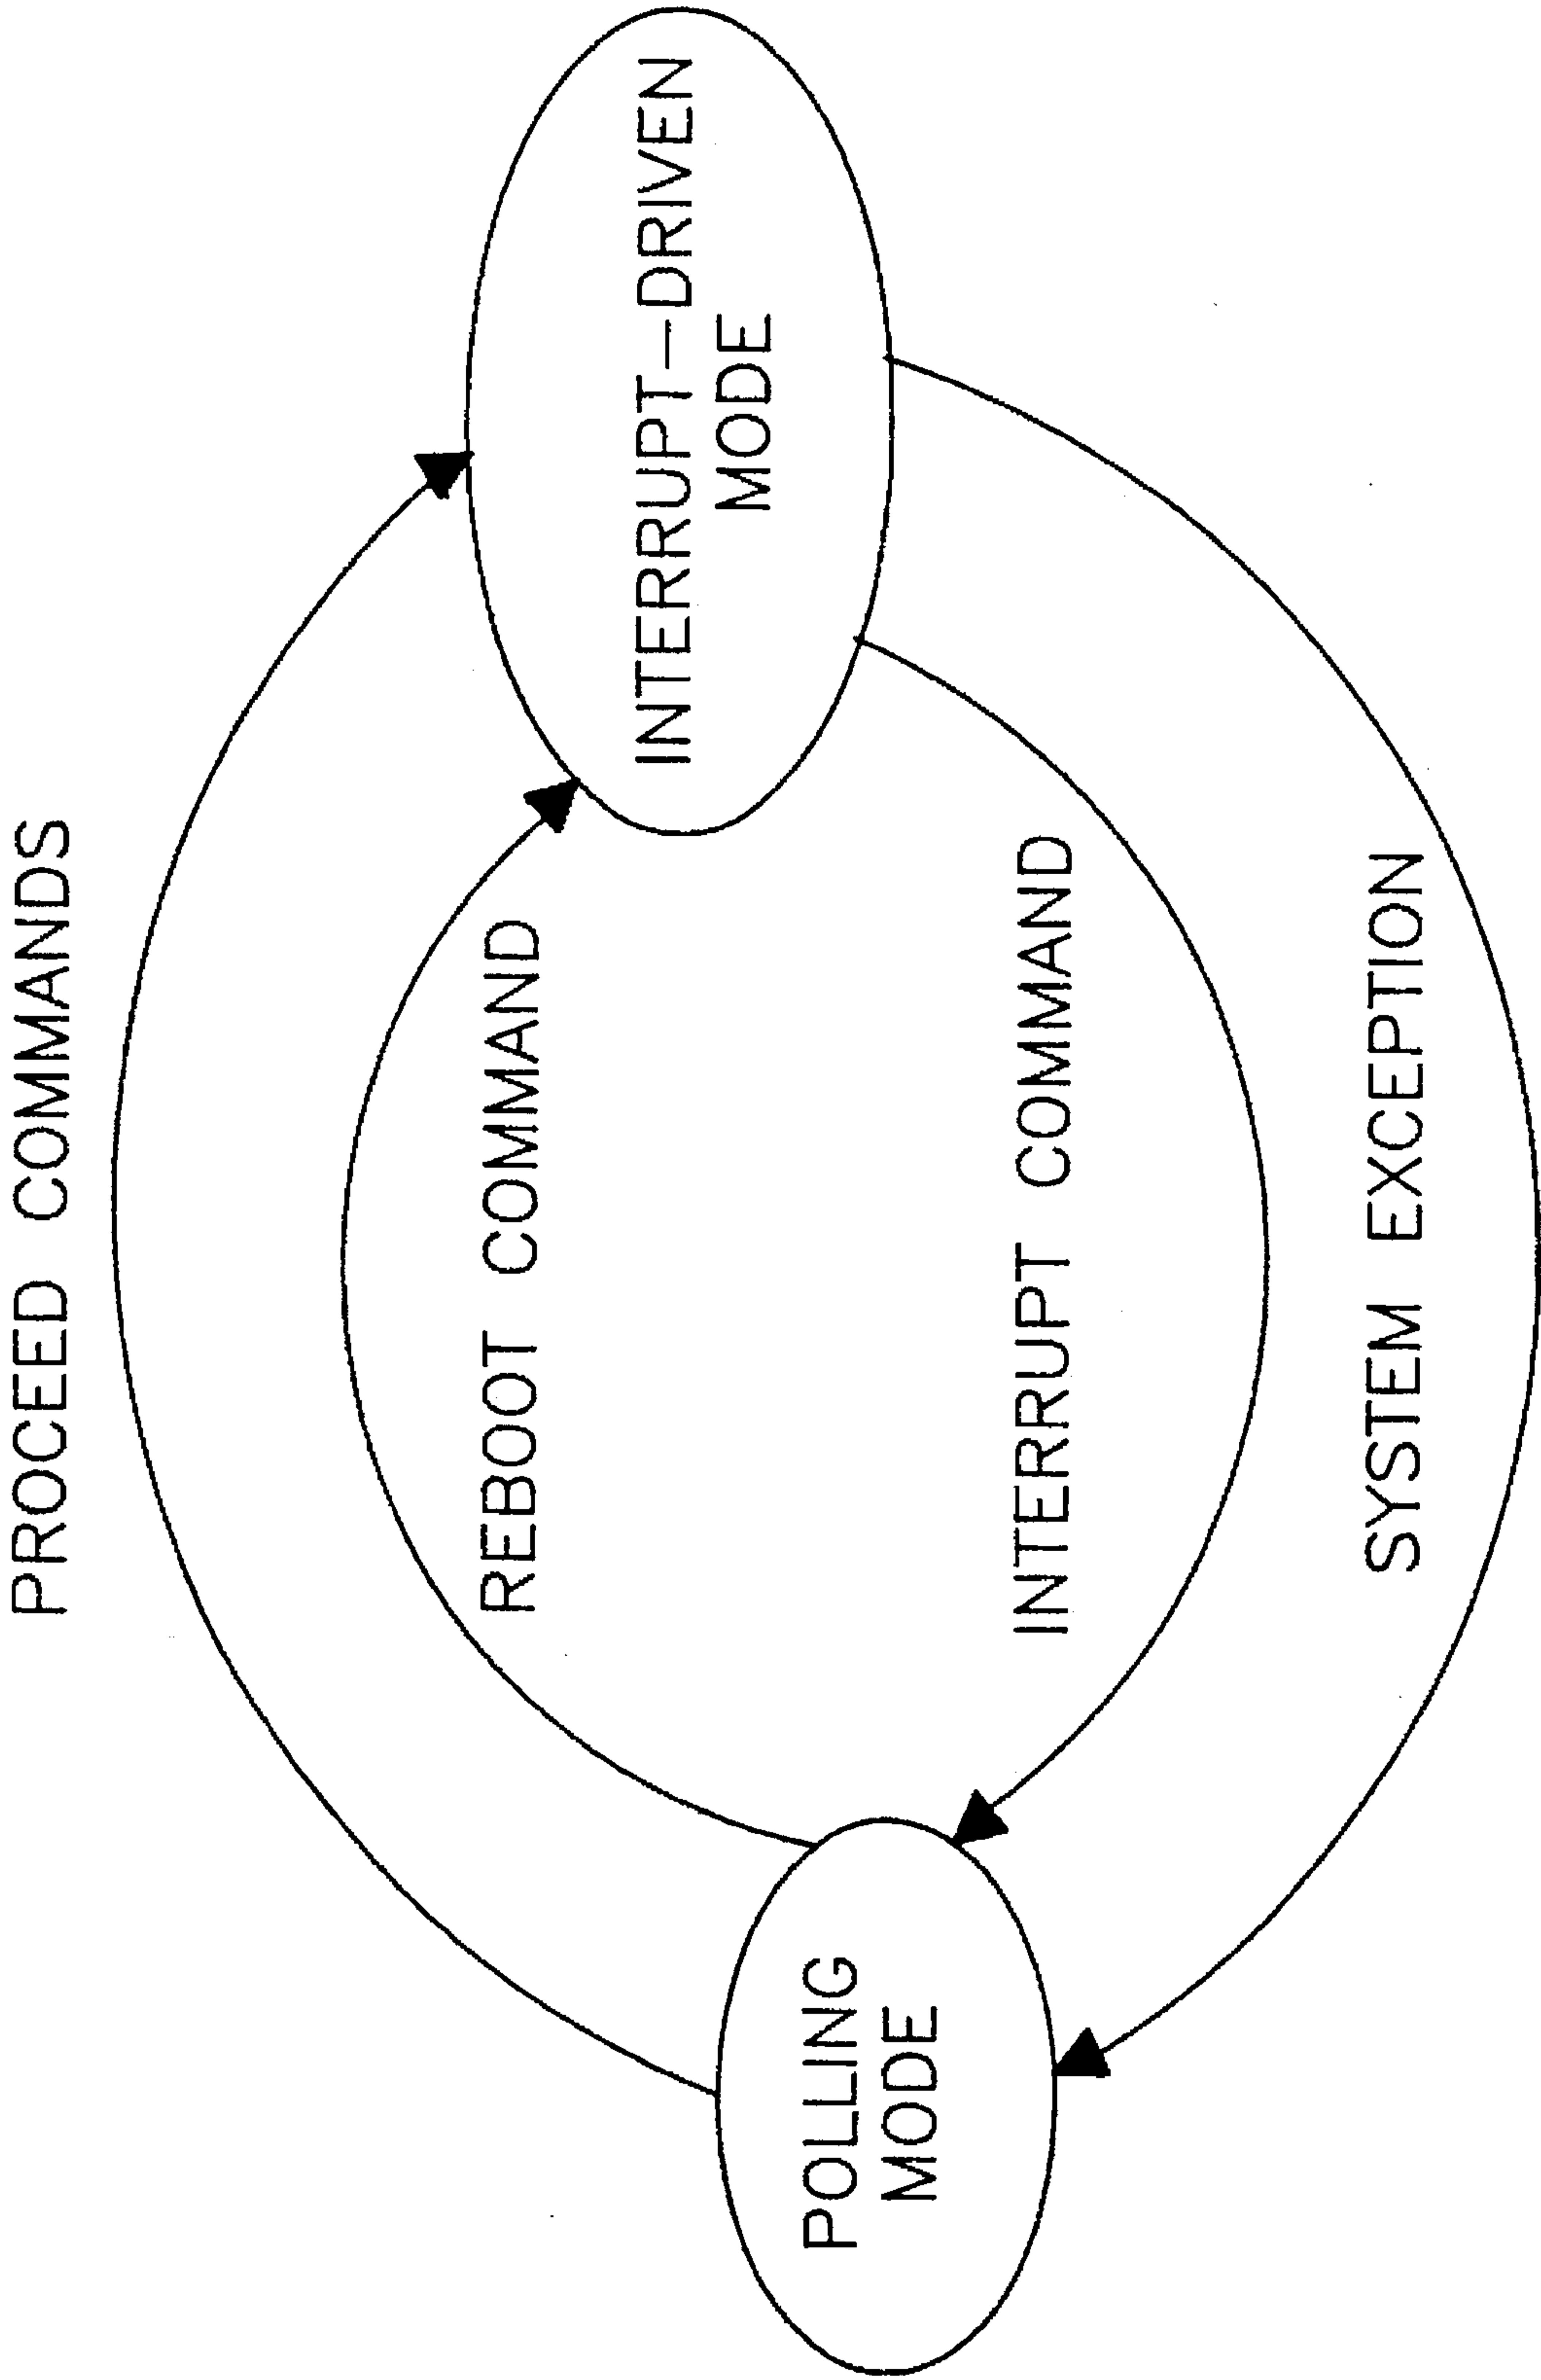 PROCEED COMMANDS
REBOOT COMMAND
POLLING
MODE
INTERRUPT-DRIVEN
MODE
INTERRUPT COMMAND
SYSTEM EXCEPTION